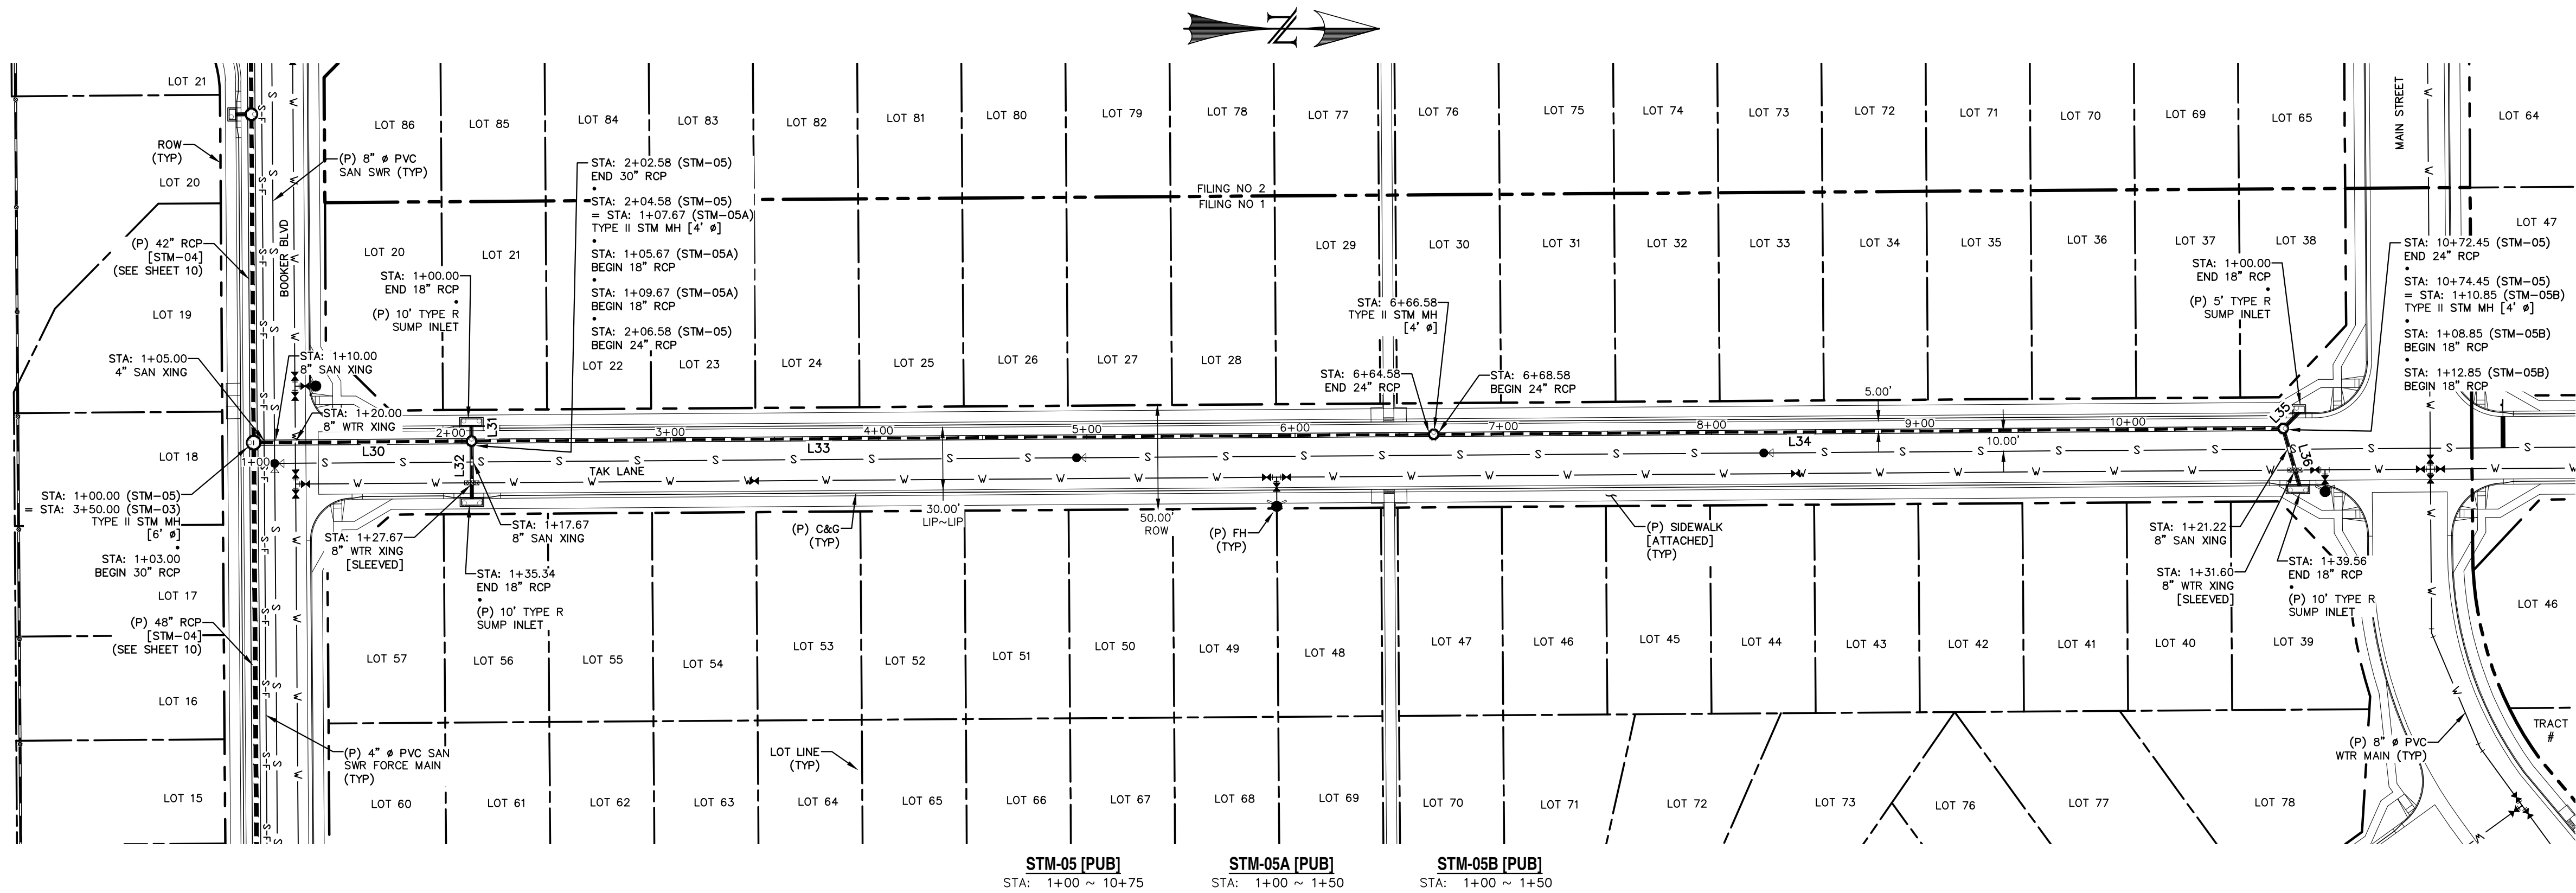 N
LOT 21
LOT 86
LOT 85
LOT 84
LOT 83
LOT 82
LOT 81
LOT 80
LOT 79
LOT 78
LOT 77
LOT 76
LOT 75
LOT 74
LOT 73
LOT 72
LOT 71
LOT 70
LOT 69
LOT 65
MAIN STREET
LOT 64
ROW
(TYP)
LOT 20
(P) 8" ø PVC
SAN SWR (TYP)
STA: 2+02.58 (STM-05)
END 30" RCP
•
STA: 2+04.58 (STM-05)
= STA: 1+07.67 (STM-05A)
TYPE II STM MH [4' ø]
•
STA: 1+05.67 (STM-05A)
BEGIN 18" RCP
•
STA: 1+09.67 (STM-05A)
BEGIN 18" RCP
•
STA: 2+06.58 (STM-05)
BEGIN 24" RCP
FILING NO 2
FILING NO 1
(P) 42" RCP
[STM-04]
(SEE SHEET 10)
BOOKER BLVD
LOT 20
LOT 21
LOT 22
LOT 23
LOT 24
LOT 25
LOT 26
LOT 27
LOT 28
LOT 29
LOT 30
LOT 31
LOT 32
LOT 33
LOT 34
LOT 35
LOT 36
LOT 37
LOT 38
LOT 47
STA: 1+00.00
END 18" RCP
•
(P) 10' TYPE R
SUMP INLET
STA: 6+66.58
TYPE II STM MH
[4' ø]
STA: 6+64.58
END 24" RCP
STA: 6+68.58
BEGIN 24" RCP
STA: 1+00.00
END 18" RCP
•
(P) 5' TYPE R
SUMP INLET
STA: 10+72.45 (STM-05)
END 24" RCP
•
STA: 10+74.45 (STM-05)
= STA: 1+10.85 (STM-05B)
TYPE II STM MH [4' ø]
•
STA: 1+08.85 (STM-05B)
BEGIN 18" RCP
•
STA: 1+12.85 (STM-05B)
BEGIN 18" RCP
LOT 19
STA: 1+05.00
4" SAN XING
STA: 1+10.00
8" SAN XING
STA: 1+20.00
8" WTR XING
LOT 18
1+00
2+00
3+00
4+00
5+00
6+00
7+00
8+00
9+00
10+00
L30
L31
L32
L33
L34
L35
L36
5.00'
10.00'
TAK LANE
STA: 1+00.00 (STM-05)
= STA: 3+50.00 (STM-03)
TYPE II STM MH
[6' ø]
•
STA: 1+03.00
BEGIN 30" RCP
STA: 1+27.67
8" WTR XING
[SLEEVED]
STA: 1+17.67
8" SAN XING
STA: 1+35.34
END 18" RCP
•
(P) 10' TYPE R
SUMP INLET
(P) C&G
(TYP)
30.00'
LIP~LIP
50.00'
ROW
(P) FH
(TYP)
(P) SIDEWALK
[ATTACHED]
(TYP)
STA: 1+21.22
8" SAN XING
STA: 1+31.60
8" WTR XING
[SLEEVED]
STA: 1+39.56
END 18" RCP
•
(P) 10' TYPE R
SUMP INLET
LOT 17
(P) 48" RCP
[STM-04]
(SEE SHEET 10)
LOT 16
LOT 15
LOT 57
LOT 56
LOT 55
LOT 54
LOT 53
LOT 52
LOT 51
LOT 50
LOT 49
LOT 48
LOT 47
LOT 46
LOT 45
LOT 44
LOT 43
LOT 42
LOT 41
LOT 40
LOT 39
LOT 46
(P) 4" ø PVC SAN
SWR FORCE MAIN
(TYP)
LOT LINE
(TYP)
(P) 8" ø PVC
WTR MAIN (TYP)
TRACT
#
LOT 60
LOT 61
LOT 62
LOT 63
LOT 64
LOT 65
LOT 66
LOT 67
LOT 68
LOT 69
LOT 70
LOT 71
LOT 72
LOT 73
LOT 76
LOT 77
LOT 78
STM-05 [PUB]
STA: 1+00 ~ 10+75
STM-05A [PUB]
STA: 1+00 ~ 1+50
STM-05B [PUB]
STA: 1+00 ~ 1+50